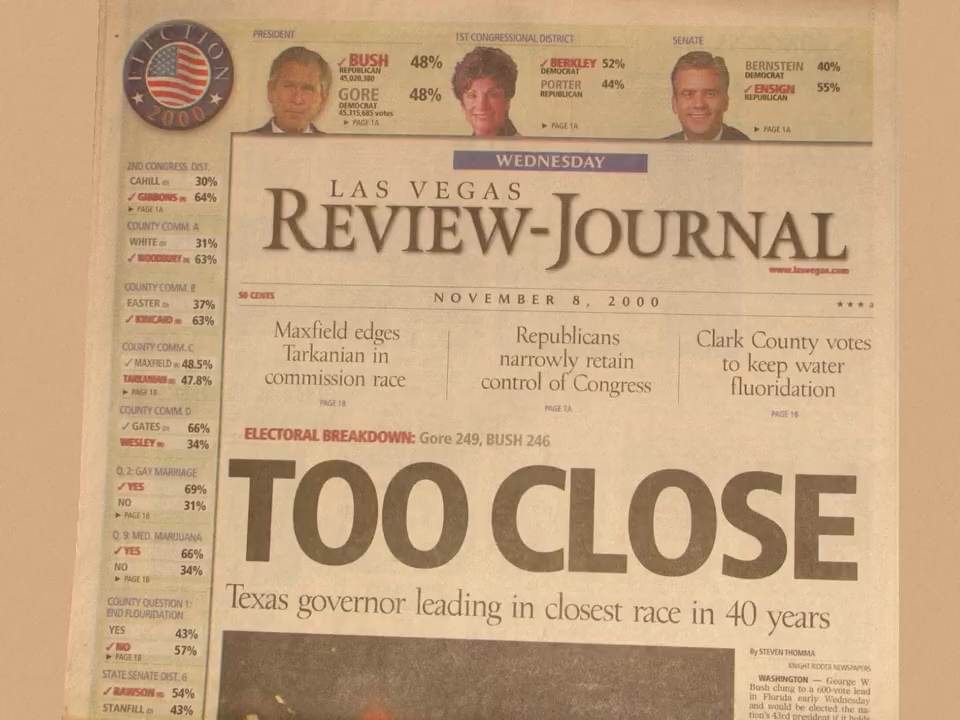 ELECTION
2000
PRESIDENT
✓ BUSH 48%
REPUBLICAN
45,020,380
GORE 48%
DEMOCRAT
45,315,685 votes
► PAGE 1A
1ST CONGRESSIONAL DISTRICT
✓ BERKLEY 52%
DEMOCRAT
PORTER 44%
REPUBLICAN
► PAGE 1A
SENATE
BERNSTEIN 40%
DEMOCRAT
✓ ENSIGN 55%
REPUBLICAN
► PAGE 1A
2ND CONGRESS. DIST.
CAHILL (D) 30%
✓ GIBBONS (R) 64%
► PAGE 1A
COUNTY COMM. A
WHITE (D) 31%
✓ WOODBURY (R) 63%
COUNTY COMM. B
EASTER (D) 37%
✓ KINCAID (R) 63%
COUNTY COMM. C
✓ MAXFIELD (R) 48.5%
TARKANIAN 47.8%
► PAGE 1B
COUNTY COMM. D
✓ GATES (D) 66%
WESLEY (R) 34%
Q. 2: GAY MARRIAGE
✓ YES 69%
NO 31%
► PAGE 1B
Q. 9: MED. MARIJUANA
✓ YES 66%
NO 34%
► PAGE 1B
COUNTY QUESTION 1:
END FLOURIDATION
YES 43%
✓ NO 57%
► PAGE 1B
STATE SENATE DIST. 6
✓ RAWSON (R) 54%
STANFILL (D) 43%
WEDNESDAY
LAS VEGAS
REVIEW-JOURNAL
www.lasvegas.com
50 CENTS
NOVEMBER 8, 2000
★★★ a
Maxfield edges
Tarkanian in
commission race
PAGE 1B
Republicans
narrowly retain
control of Congress
PAGE 7A
Clark County votes
to keep water
fluoridation
PAGE 1B
ELECTORAL BREAKDOWN: Gore 249, BUSH 246
TOO CLOSE
Texas governor leading in closest race in 40 years
By STEVEN THOMMA
KNIGHT RIDDER NEWSPAPERS
WASHINGTON — George W.
Bush clung to a 600-vote lead
in Florida early Wednesday
and would be elected the na-
tion's 43rd president if it holds